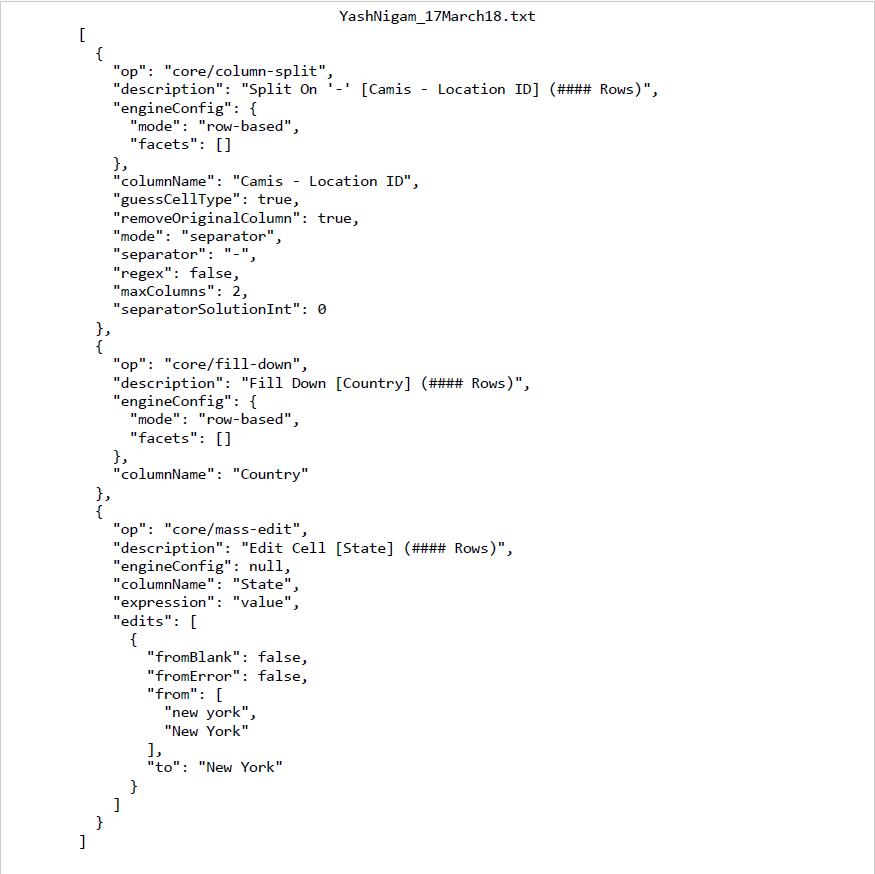 YashNigam_17March18.txt
[
  {
    "op": "core/column-split",
    "description": "Split On '-' [Camis - Location ID] (#### Rows)",
    "engineConfig": {
      "mode": "row-based",
      "facets": []
    },
    "columnName": "Camis - Location ID",
    "guessCellType": true,
    "removeOriginalColumn": true,
    "mode": "separator",
    "separator": "-",
    "regex": false,
    "maxColumns": 2,
    "separatorSolutionInt": 0
  },
  {
    "op": "core/fill-down",
    "description": "Fill Down [Country] (#### Rows)",
    "engineConfig": {
      "mode": "row-based",
      "facets": []
    },
    "columnName": "Country"
  },
  {
    "op": "core/mass-edit",
    "description": "Edit Cell [State] (#### Rows)",
    "engineConfig": null,
    "columnName": "State",
    "expression": "value",
    "edits": [
      {
        "fromBlank": false,
        "fromError": false,
        "from": [
          "new york",
          "New York"
        ],
        "to": "New York"
      }
    ]
  }
]